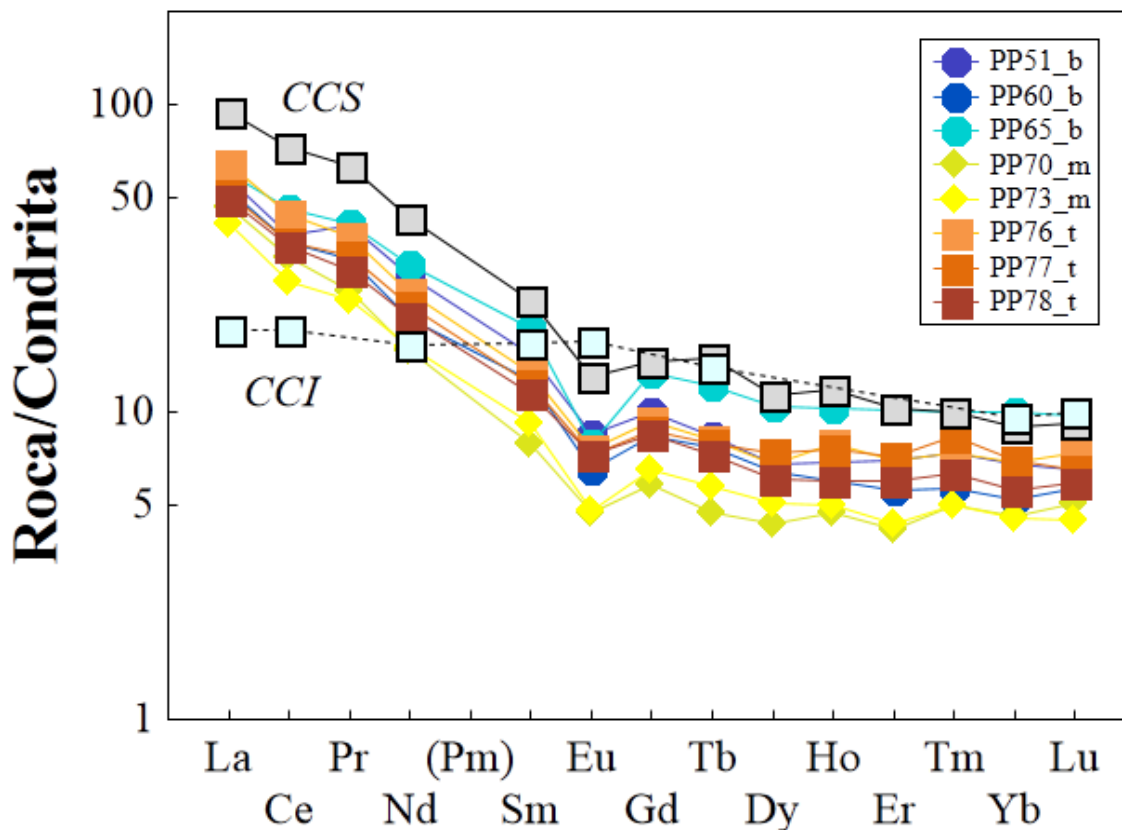 Roca/Condrita
100
50
10
5
1
CCS
CCI
PP51_b
PP60_b
PP65_b
PP70_m
PP73_m
PP76_t
PP77_t
PP78_t
La Pr (Pm) Eu Tb Ho Tm Lu
Ce Nd Sm Gd Dy Er Yb